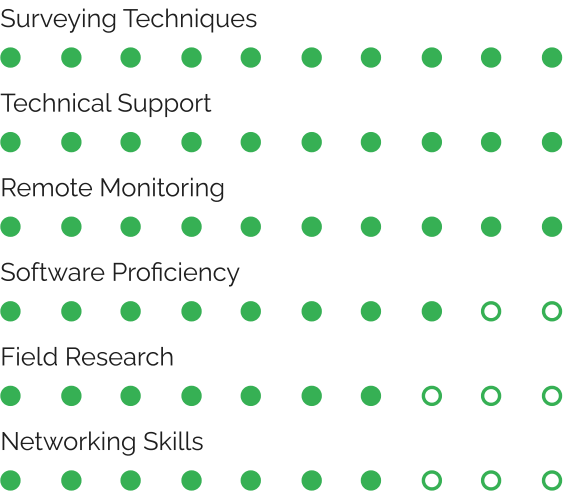 Surveying Techniques
Technical Support
Remote Monitoring
Software Proficiency
Field Research
Networking Skills